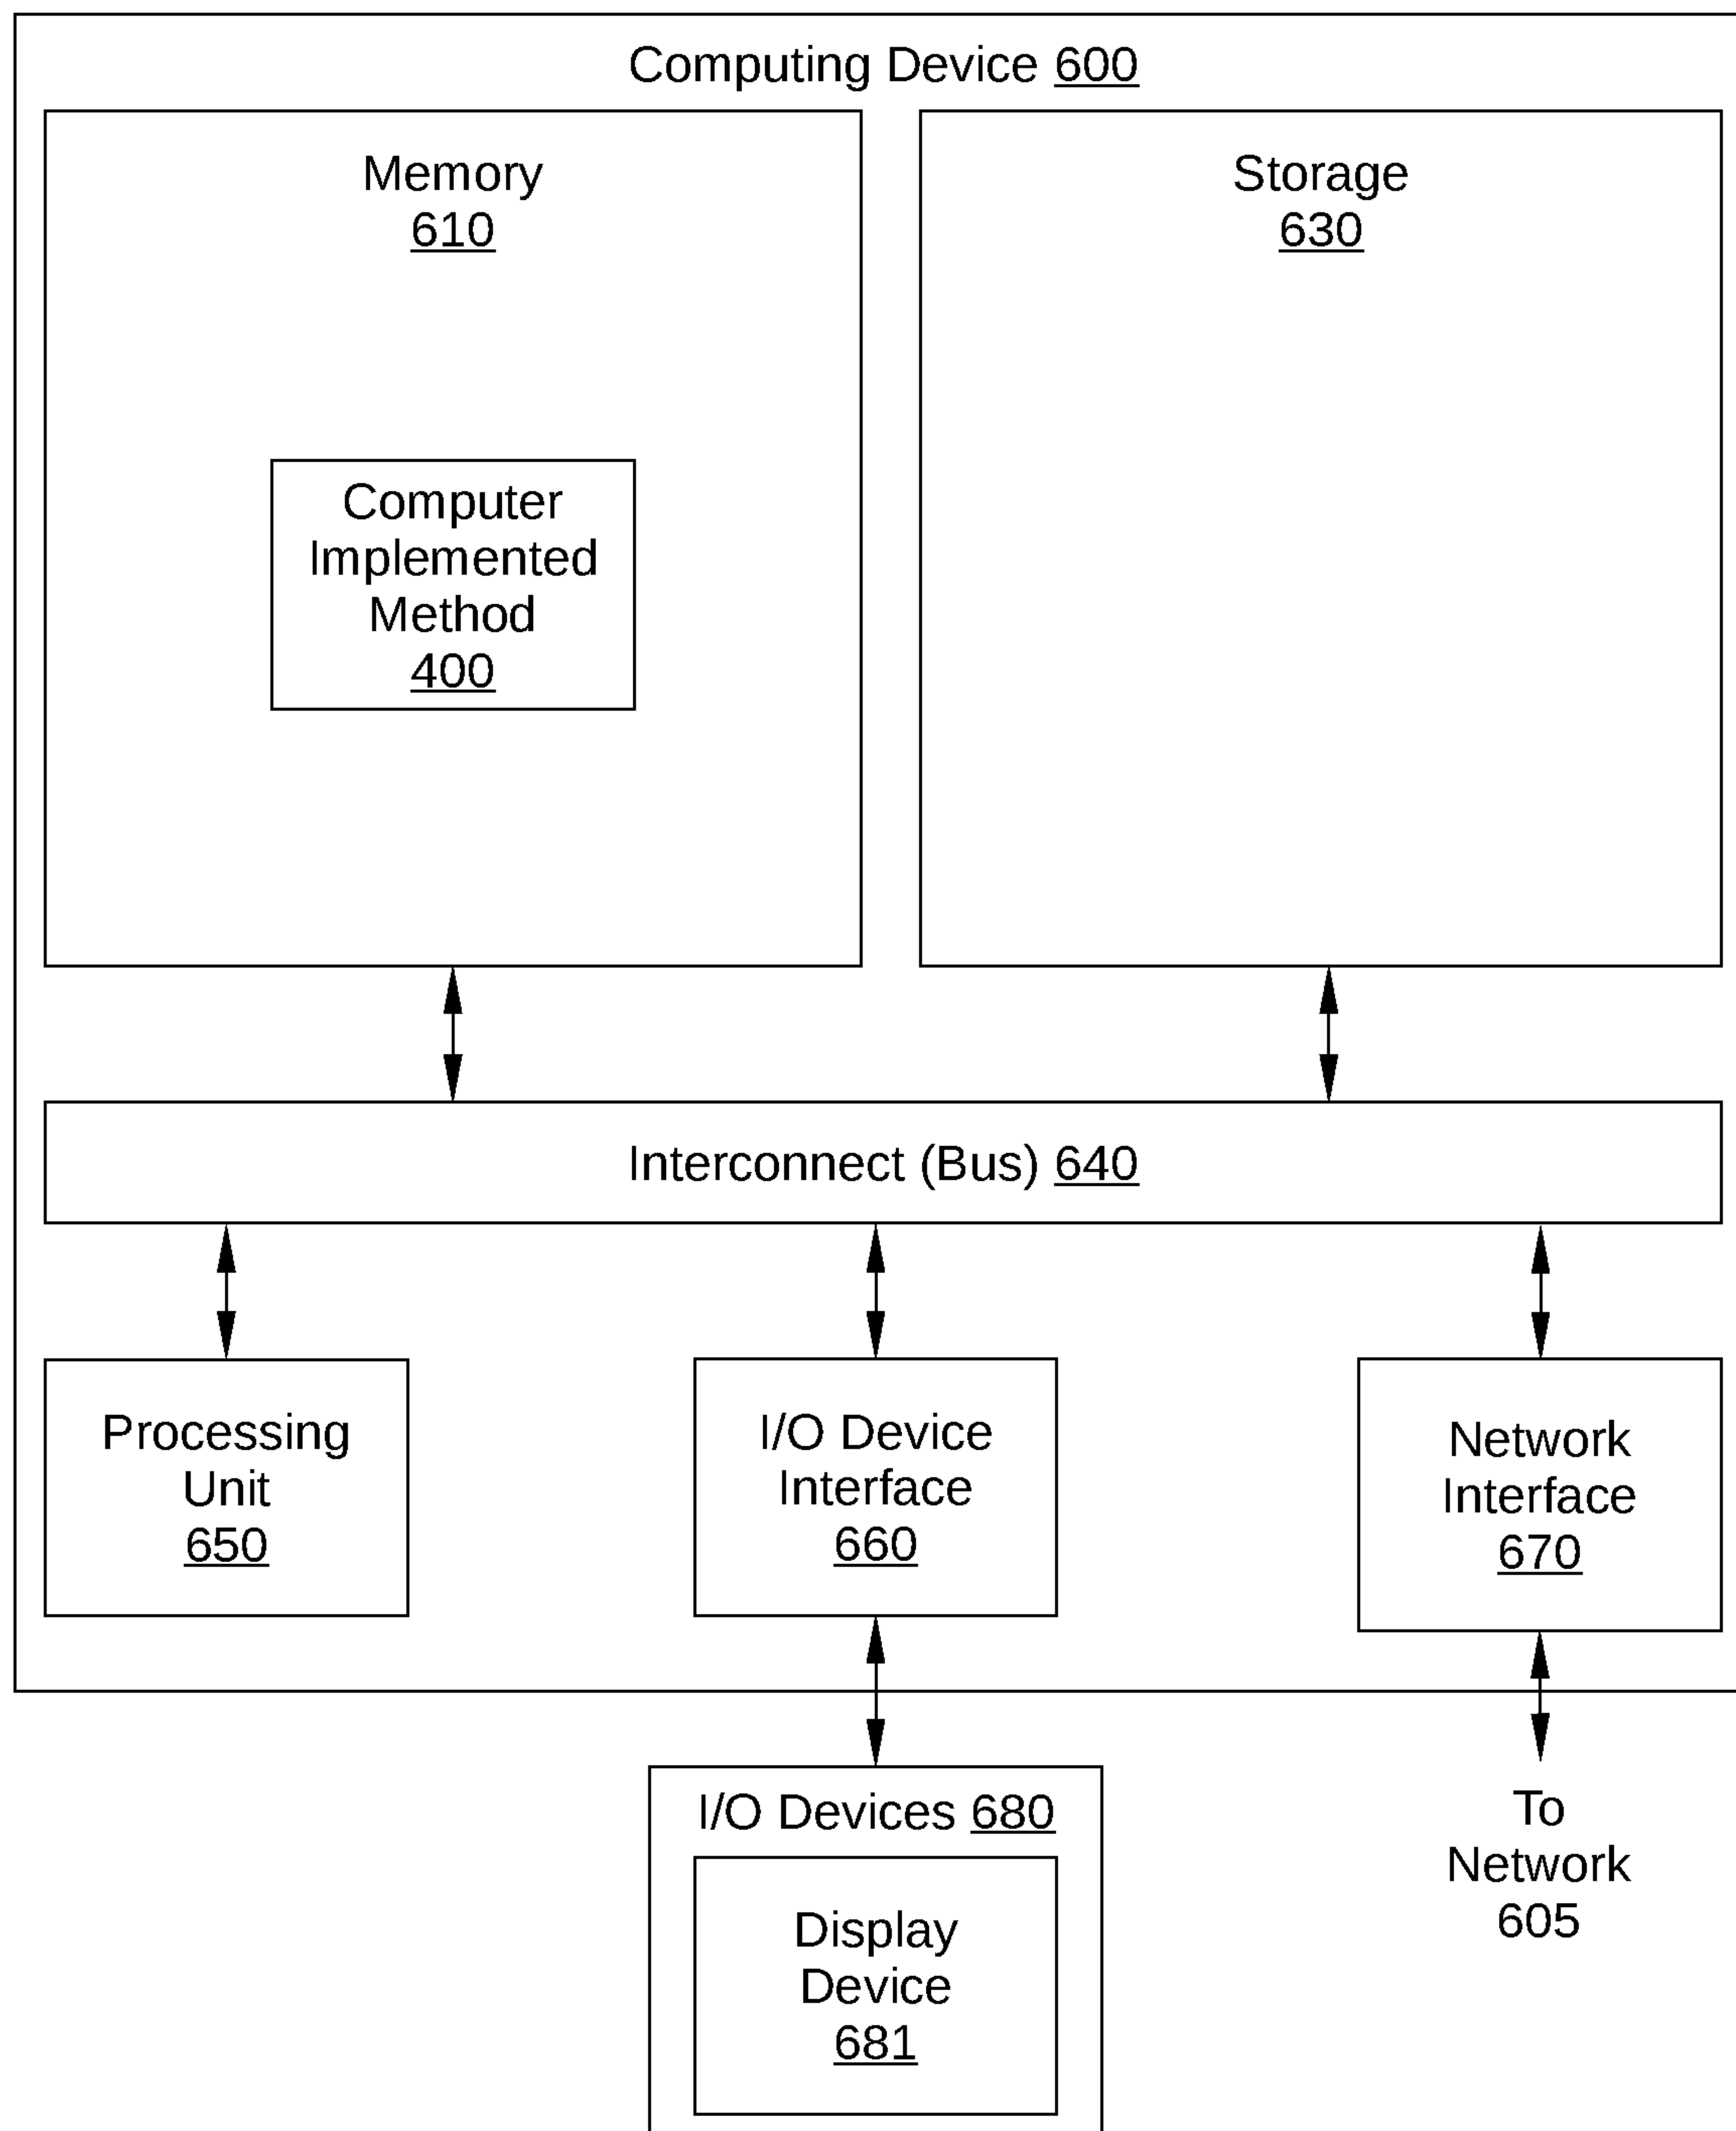 Computing Device 600
Memory
610
Storage
630
Computer
Implemented
Method
400
Interconnect (Bus) 640
Processing
Unit
650
I/O Device
Interface
660
Network
Interface
670
I/O Devices 680
Display
Device
681
To
Network
605